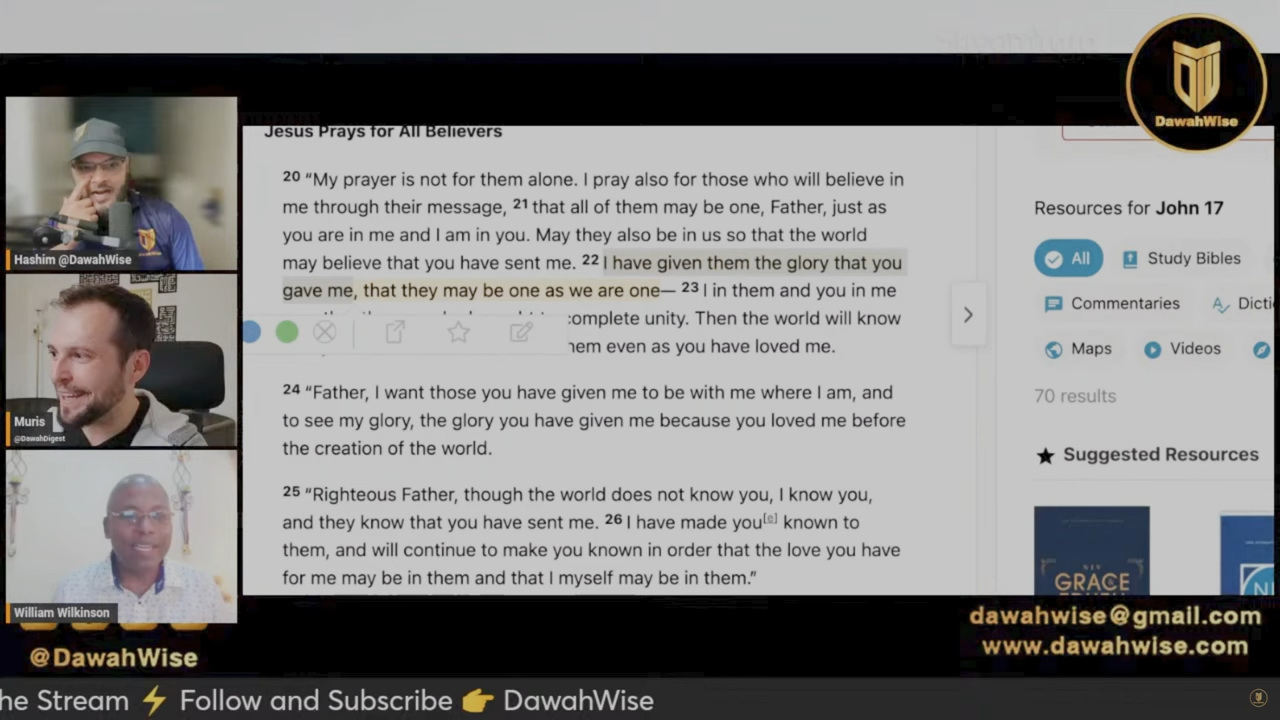 DawahWise
Hashim @DawahWise
Muris
@DawahDigest
William Wilkinson
@DawahWise
Jesus Prays for All Believers
20 “My prayer is not for them alone. I pray also for those who will believe in
me through their message, 21 that all of them may be one, Father, just as
you are in me and I am in you. May they also be in us so that the world
may believe that you have sent me. 22 I have given them the glory that you
gave me, that they may be one as we are one— 23 I in them and you in me
complete unity. Then the world will know
hem even as you have loved me.
24 “Father, I want those you have given me to be with me where I am, and
to see my glory, the glory you have given me because you loved me before
the creation of the world.
25 “Righteous Father, though the world does not know you, I know you,
and they know that you have sent me. 26 I have made you[e] known to
them, and will continue to make you known in order that the love you have
for me may be in them and that I myself may be in them.”
Resources for John 17
All
Study Bibles
Commentaries
Dicti
Maps
Videos
70 results
Suggested Resources
NIV
GRACE
dawahwise@gmail.com
www.dawahwise.com
he Stream ⚡ Follow and Subscribe 👉 DawahWise